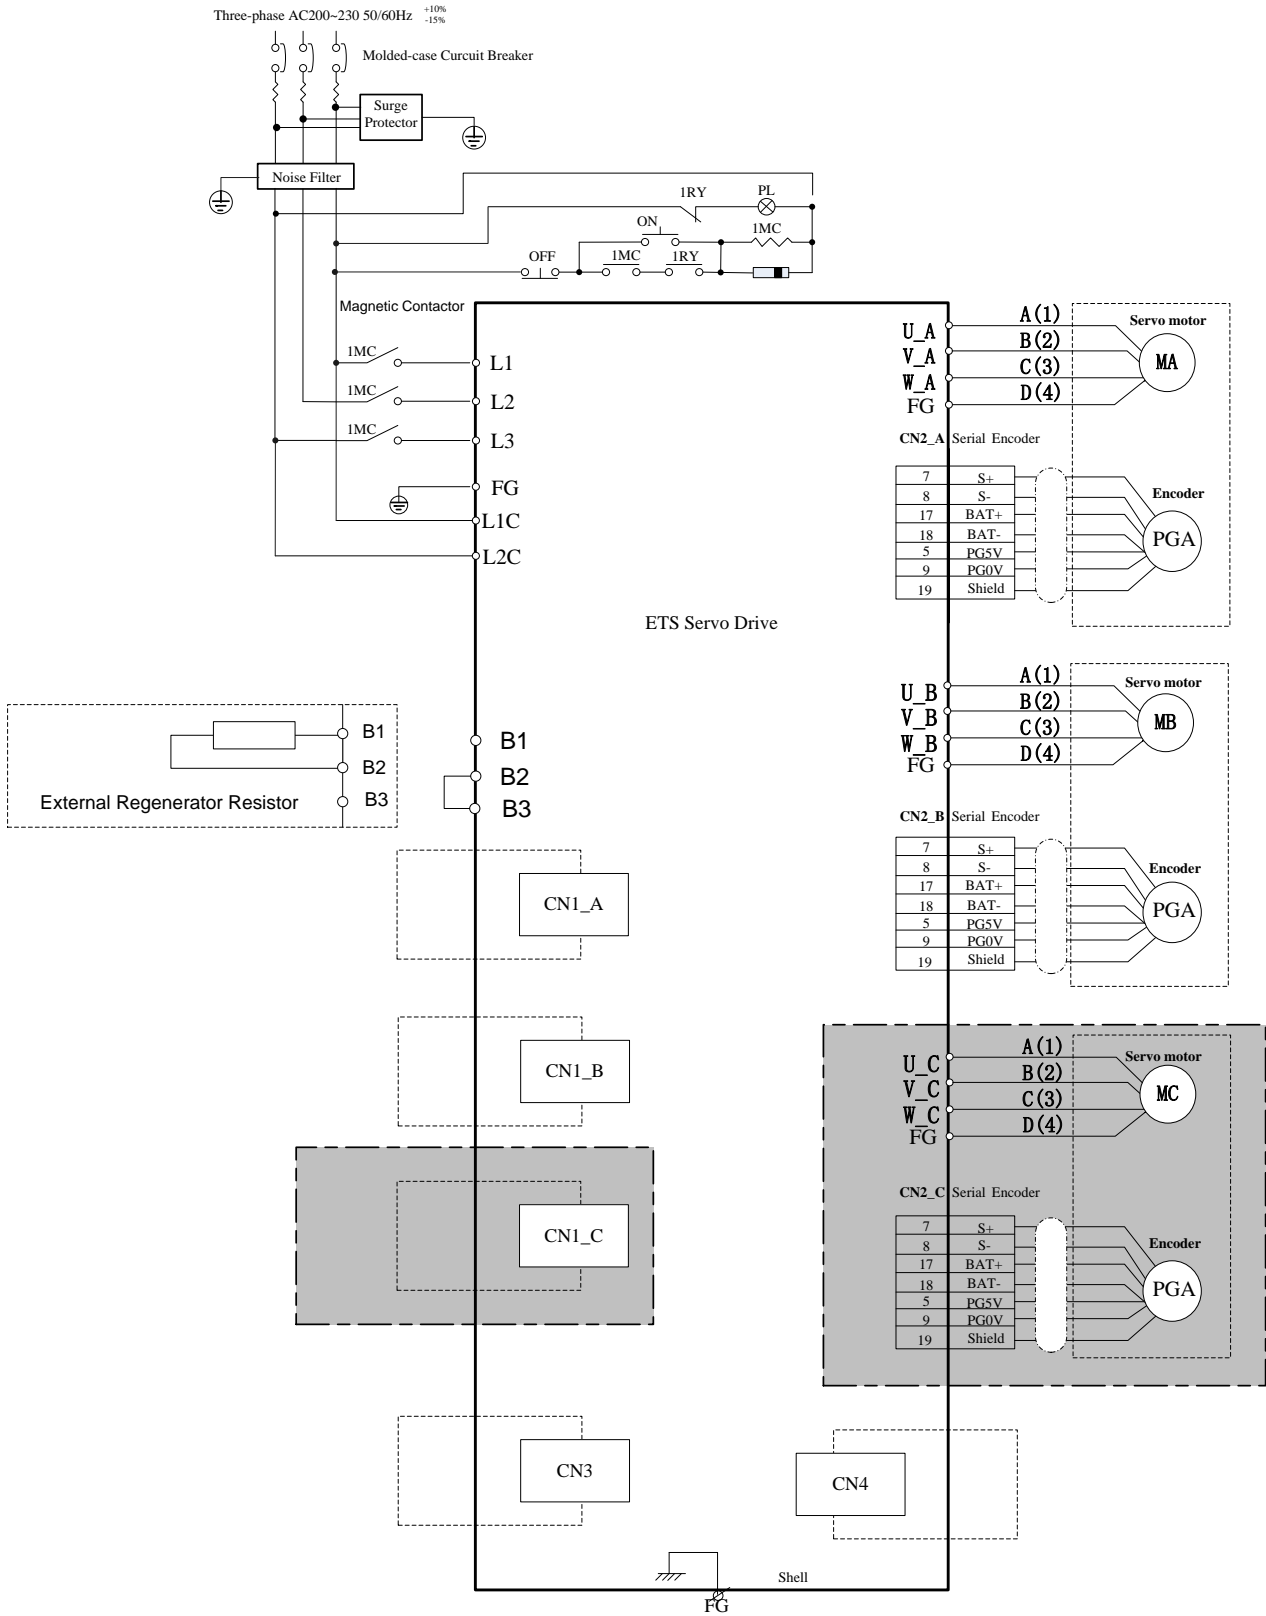 Three-phase AC200~230 50/60Hz +10%
-15%
Molded-case Curcuit Breaker
Surge
Protector
Noise Filter
1RY
PL
ON
1MC
OFF
1MC
1RY
Magnetic Contactor
1MC
L1
1MC
L2
1MC
L3
FG
L1C
L2C
ETS Servo Drive
U_A
A(1)
V_A
B(2)
W_A
C(3)
FG
D(4)
Servo motor
MA
CN2_A Serial Encoder
7 S+
8 S-
17 BAT+
18 BAT-
5 PG5V
9 PG0V
19 Shield
Encoder
PGA
B1
B2
B3
External Regenerator Resistor
B1
B2
B3
U_B
A(1)
V_B
B(2)
W_B
C(3)
FG
D(4)
Servo motor
MB
CN2_B Serial Encoder
7 S+
8 S-
17 BAT+
18 BAT-
5 PG5V
9 PG0V
19 Shield
Encoder
PGA
CN1_A
CN1_B
CN1_C
U_C
A(1)
V_C
B(2)
W_C
C(3)
FG
D(4)
Servo motor
MC
CN2_C Serial Encoder
7 S+
8 S-
17 BAT+
18 BAT-
5 PG5V
9 PG0V
19 Shield
Encoder
PGA
CN3
CN4
Shell
FG